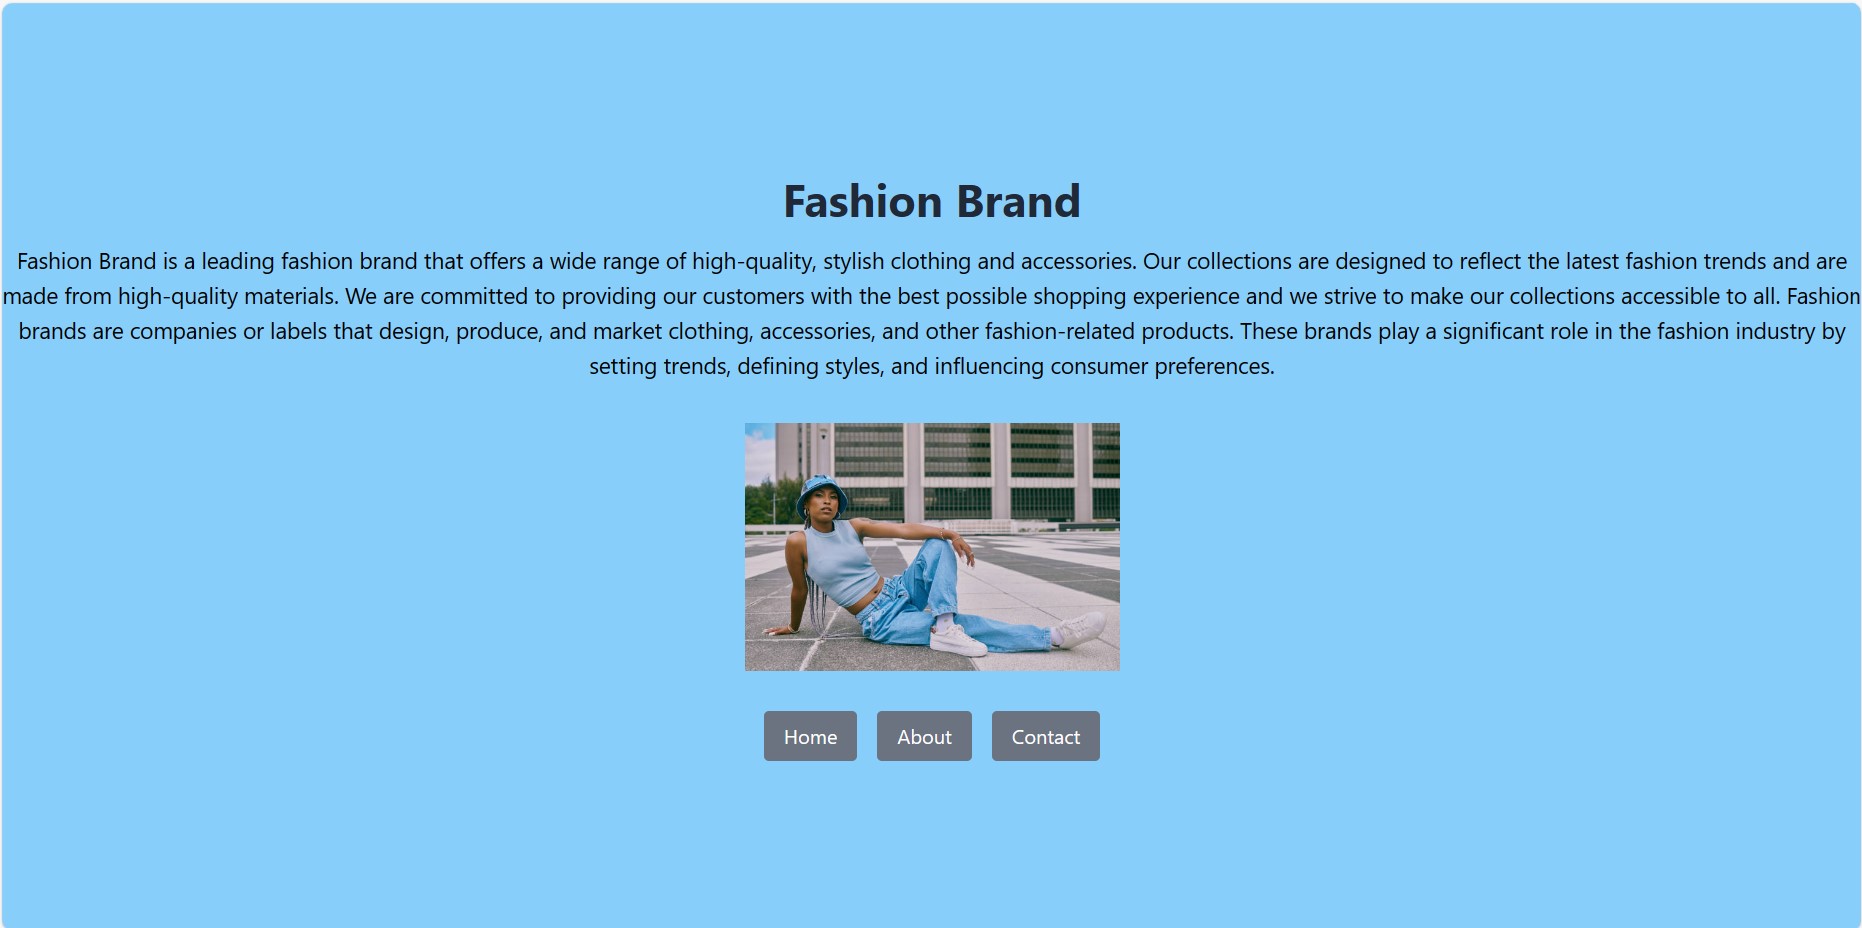 Fashion Brand
Fashion Brand is a leading fashion brand that offers a wide range of high-quality, stylish clothing and accessories. Our collections are designed to reflect the latest fashion trends and are
made from high-quality materials. We are committed to providing our customers with the best possible shopping experience and we strive to make our collections accessible to all. Fashion
brands are companies or labels that design, produce, and market clothing, accessories, and other fashion-related products. These brands play a significant role in the fashion industry by
setting trends, defining styles, and influencing consumer preferences.
Home About Contact